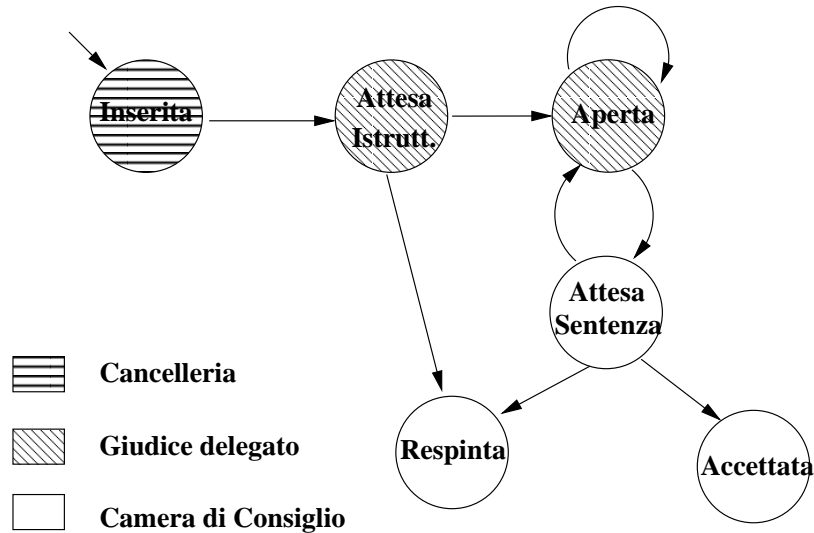 Inserita
Attesa
Istrutt.
Aperta
Attesa
Sentenza
Respinta
Accettata
Cancelleria
Giudice delegato
Camera di Consiglio